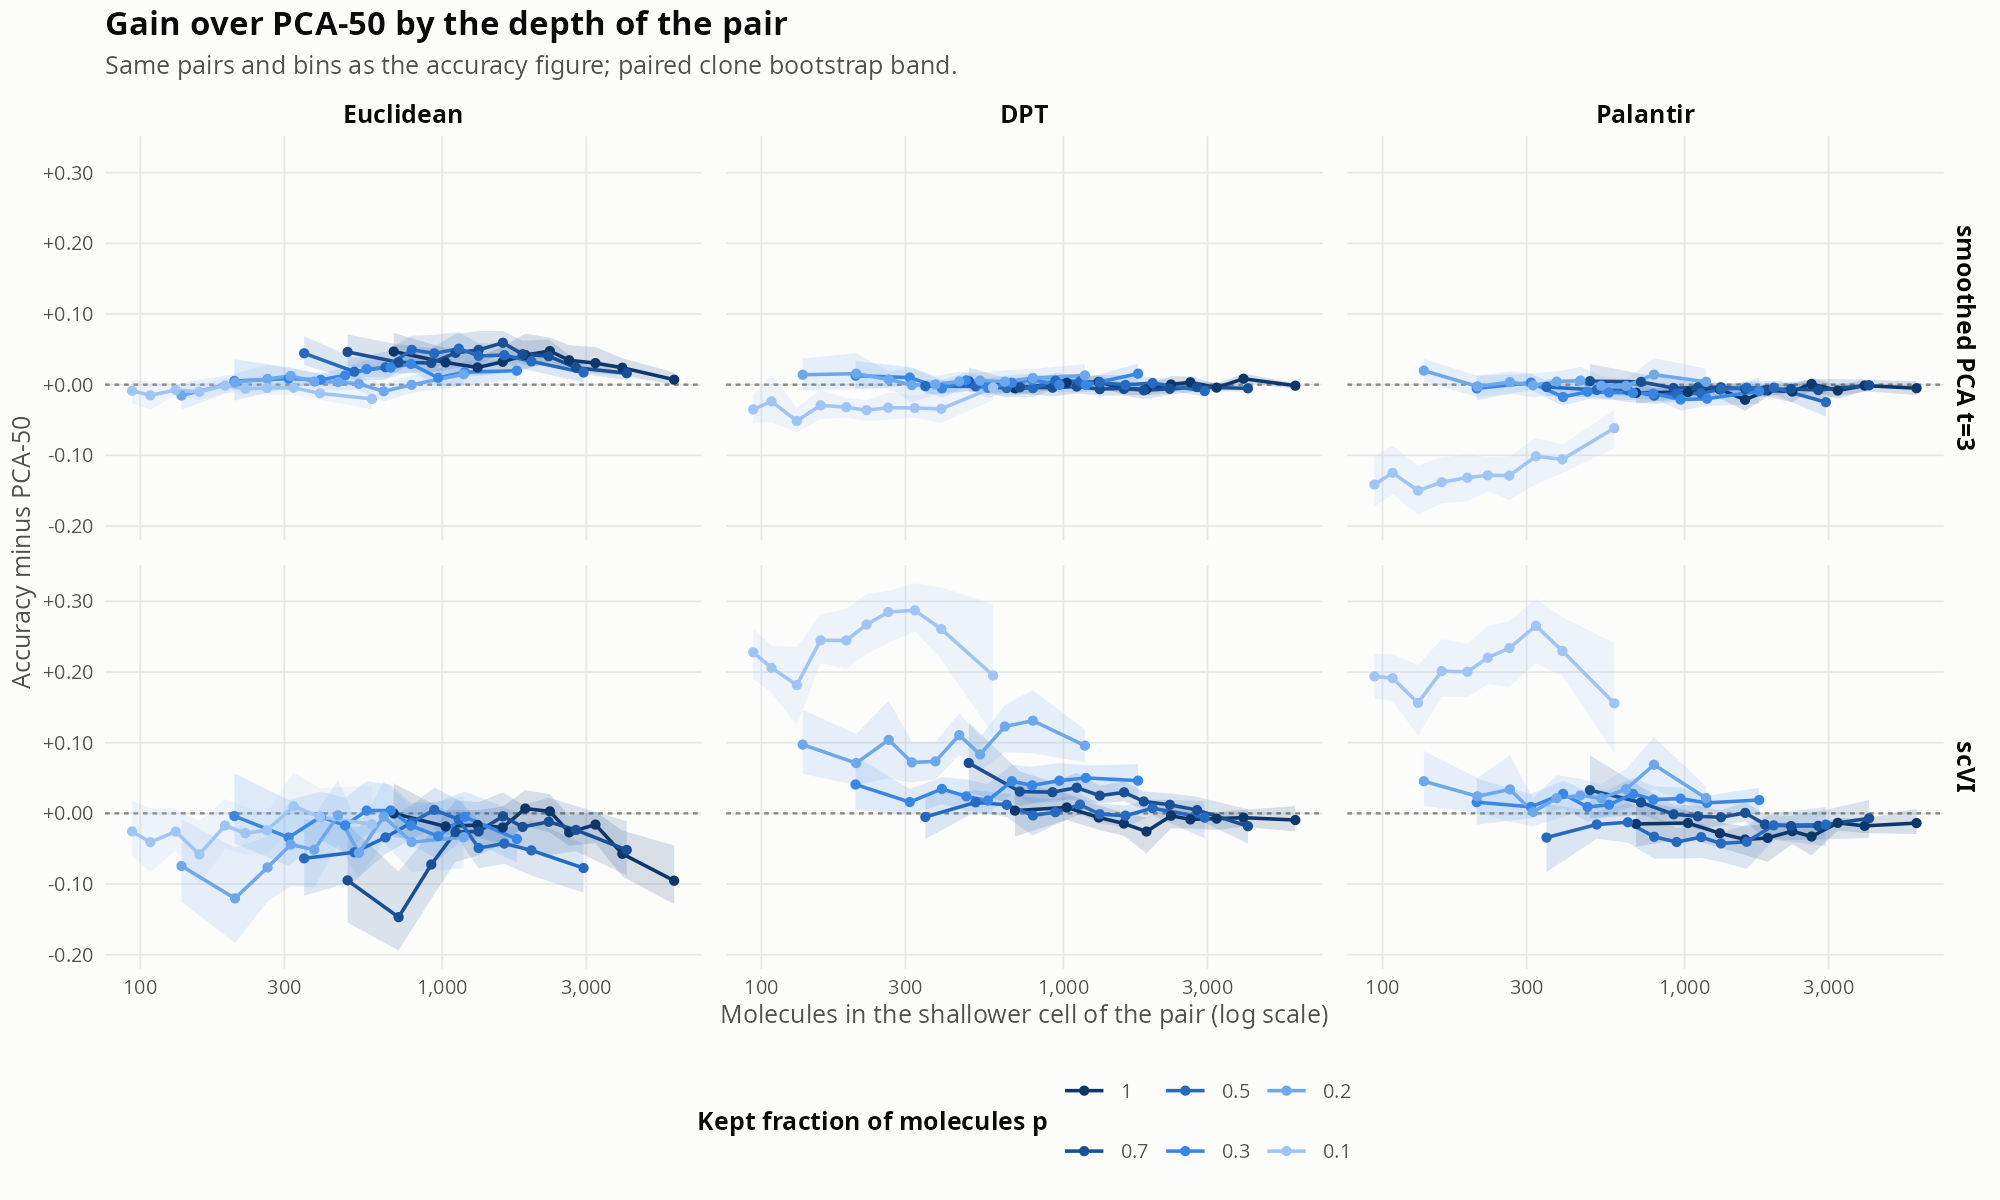 Gain over PCA-50 by the depth of the pair
Same pairs and bins as the accuracy figure; paired clone bootstrap band.
Euclidean
DPT
Palantir
+0.30
+0.20
+0.10
+0.00
-0.10
-0.20
smoothed PCA t=3
+0.30
+0.20
+0.10
+0.00
-0.10
-0.20
scVI
Accuracy minus PCA-50
100 300 1,000 3,000
100 300 1,000 3,000
100 300 1,000 3,000
Molecules in the shallower cell of the pair (log scale)
Kept fraction of molecules p
1 0.5 0.2
0.7 0.3 0.1